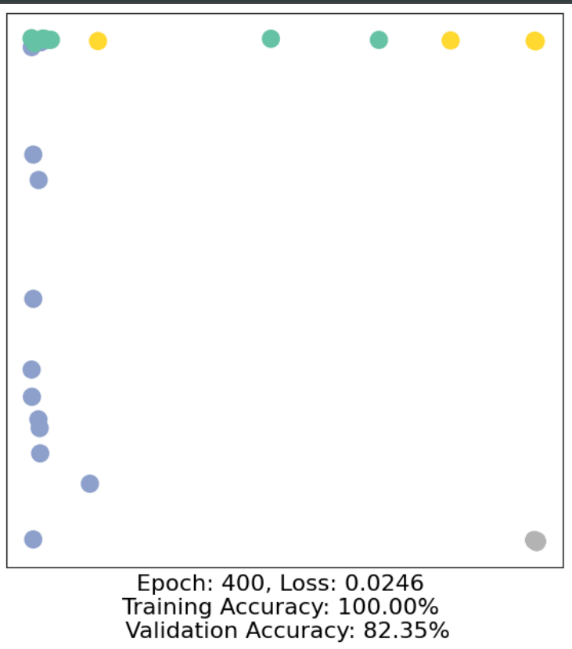 Epoch: 400, Loss: 0.0246
Training Accuracy: 100.00%
Validation Accuracy: 82.35%